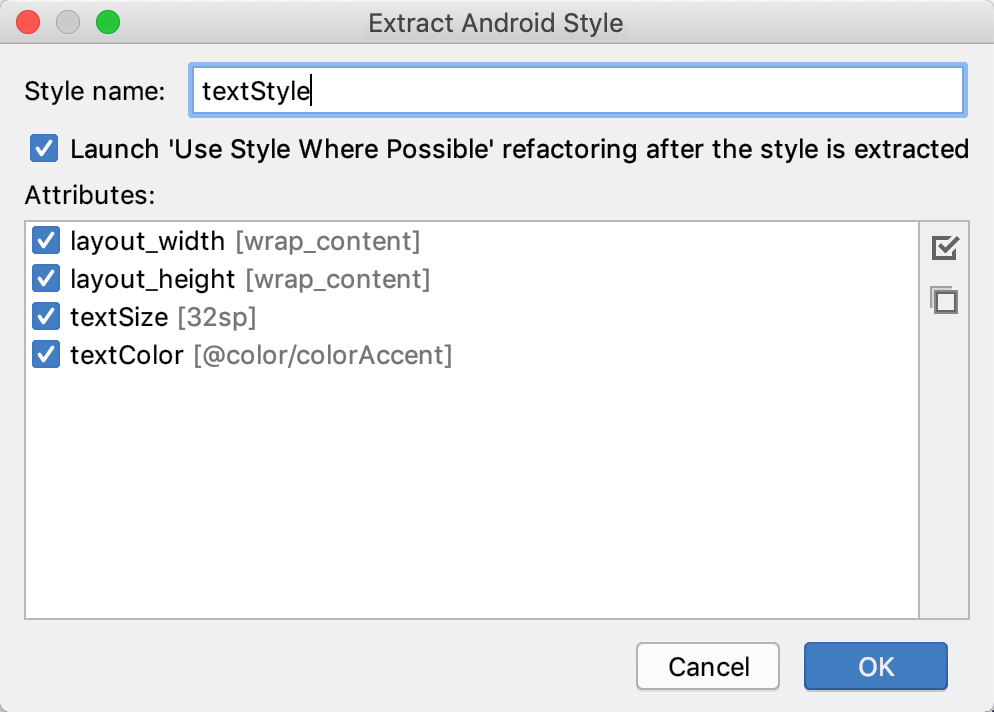 Extract Android Style
Style name: textStyle
Launch 'Use Style Where Possible' refactoring after the style is extracted
Attributes:
layout_width [wrap_content]
layout_height [wrap_content]
textSize [32sp]
textColor [@color/colorAccent]
Cancel OK